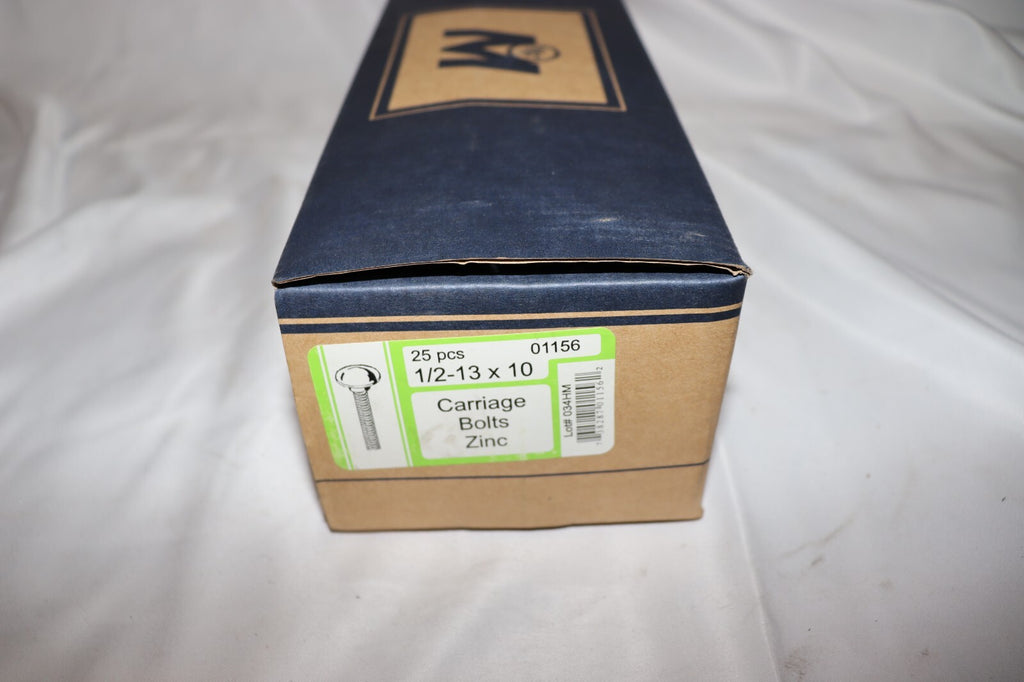 W
25 pcs 01156
1/2-13 x 10
Carriage
Bolts
Zinc
Lot# 034HM